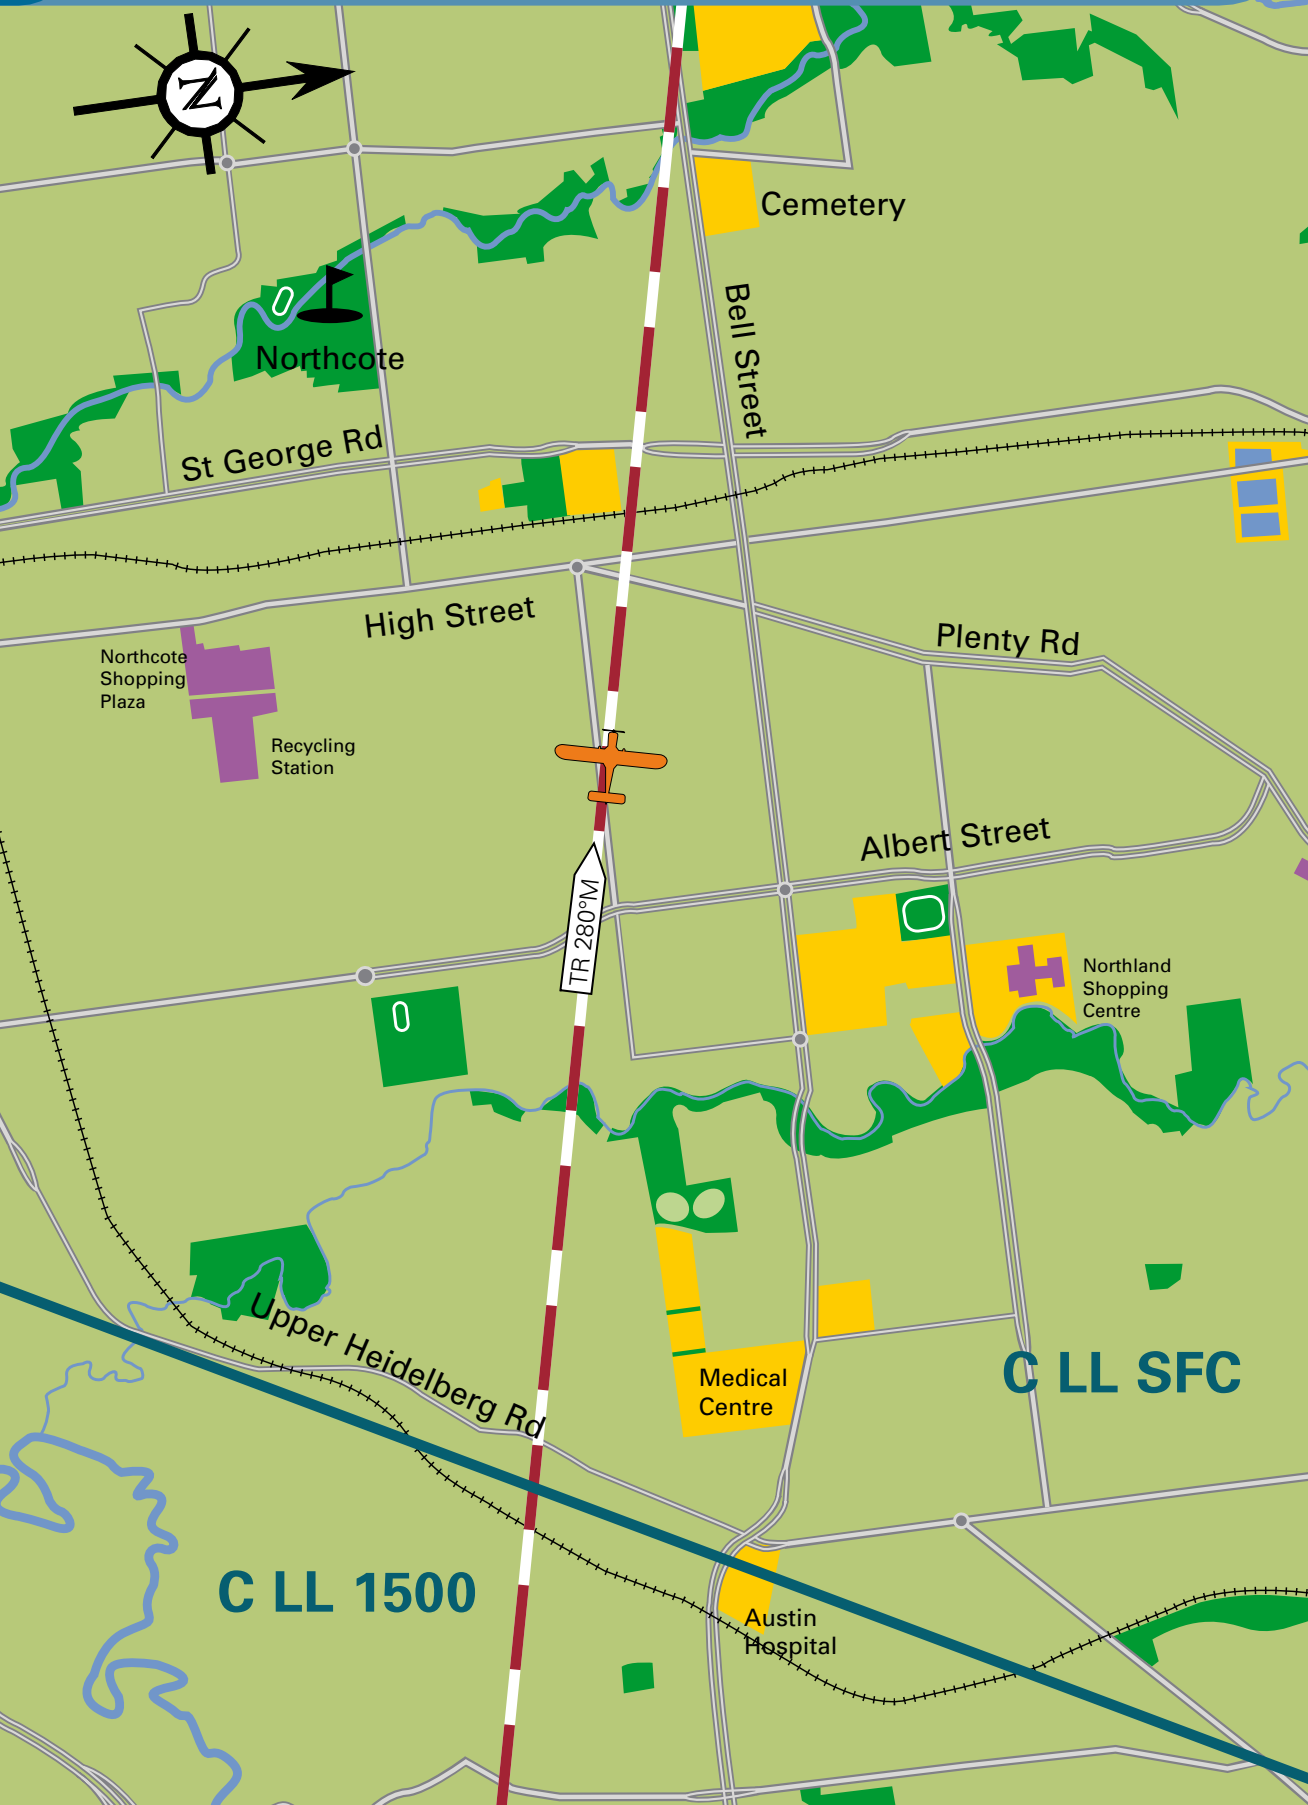 N
Cemetery
Bell Street
Northcote
St George Rd
High Street
Plenty Rd
Northcote
Shopping
Plaza
Recycling
Station
Albert Street
TR 280°M
Northland
Shopping
Centre
Upper Heidelberg Rd
C LL SFC
Medical
Centre
C LL 1500
Austin
Hospital